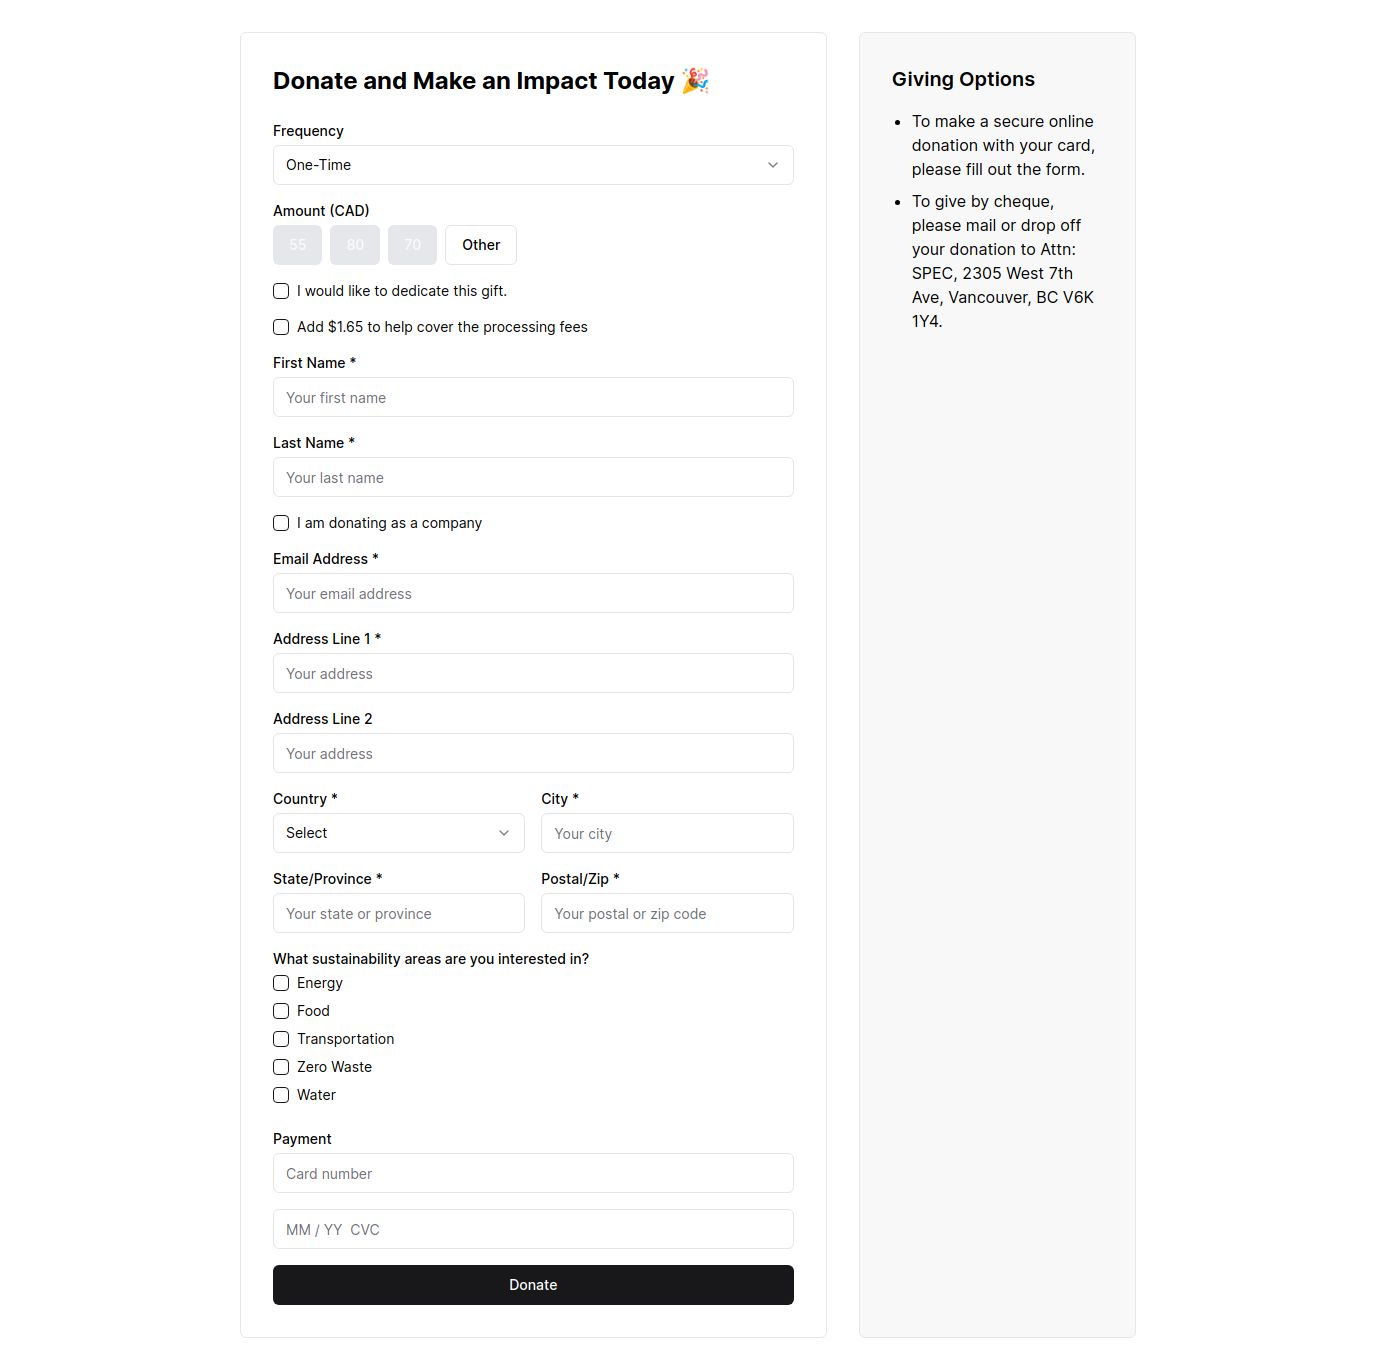 Donate and Make an Impact Today 🎉
Frequency
One-Time
Amount (CAD)
55 80 70 Other
I would like to dedicate this gift.
Add $1.65 to help cover the processing fees
First Name *
Your first name
Last Name *
Your last name
I am donating as a company
Email Address *
Your email address
Address Line 1 *
Your address
Address Line 2
Your address
Country * City *
Select Your city
State/Province * Postal/Zip *
Your state or province Your postal or zip code
What sustainability areas are you interested in?
Energy
Food
Transportation
Zero Waste
Water
Payment
Card number
MM / YY CVC
Donate
Giving Options
• To make a secure online
donation with your card,
please fill out the form.
• To give by cheque,
please mail or drop off
your donation to Attn:
SPEC, 2305 West 7th
Ave, Vancouver, BC V6K
1Y4.